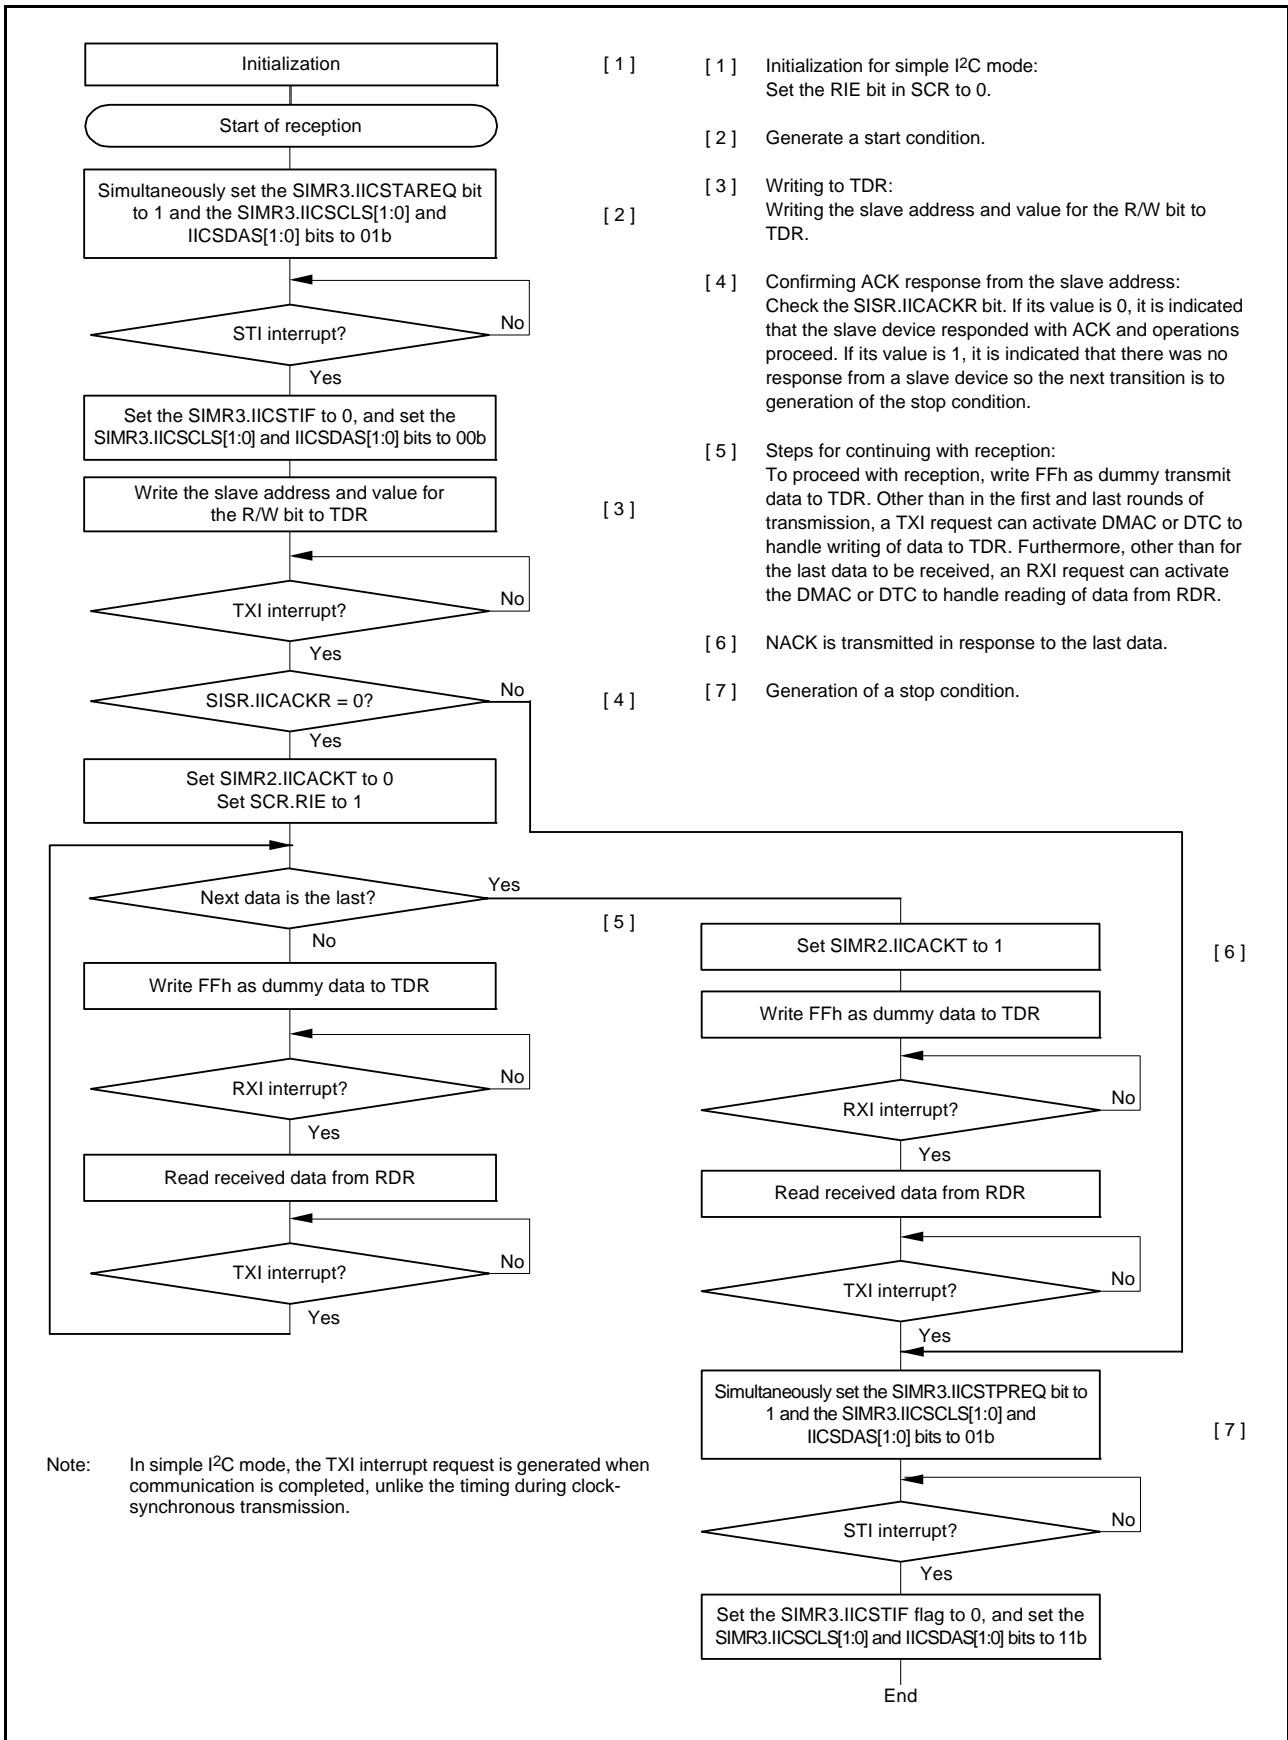 Initialization
[ 1 ]
Start of reception
Simultaneously set the SIMR3.IICSTAREQ bit
to 1 and the SIMR3.IICSCLS[1:0] and
IICSDAS[1:0] bits to 01b
[ 2 ]
STI interrupt?
No
Yes
Set the SIMR3.IICSTIF to 0, and set the
SIMR3.IICSCLS[1:0] and IICSDAS[1:0] bits to 00b
Write the slave address and value for
the R/W bit to TDR
[ 3 ]
TXI interrupt?
No
Yes
SISR.IICACKR = 0?
No
[ 4 ]
Yes
Set SIMR2.IICACKT to 0
Set SCR.RIE to 1
Next data is the last?
Yes
[ 5 ]
No
Write FFh as dummy data to TDR
RXI interrupt?
No
Yes
Read received data from RDR
TXI interrupt?
No
Yes
[ 1 ] Initialization for simple I2C mode:
Set the RIE bit in SCR to 0.
[ 2 ] Generate a start condition.
[ 3 ] Writing to TDR:
Writing the slave address and value for the R/W bit to
TDR.
[ 4 ] Confirming ACK response from the slave address:
Check the SISR.IICACKR bit. If its value is 0, it is indicated
that the slave device responded with ACK and operations
proceed. If its value is 1, it is indicated that there was no
response from a slave device so the next transition is to
generation of the stop condition.
[ 5 ] Steps for continuing with reception:
To proceed with reception, write FFh as dummy transmit
data to TDR. Other than in the first and last rounds of
transmission, a TXI request can activate DMAC or DTC to
handle writing of data to TDR. Furthermore, other than for
the last data to be received, an RXI request can activate
the DMAC or DTC to handle reading of data from RDR.
[ 6 ] NACK is transmitted in response to the last data.
[ 7 ] Generation of a stop condition.
Set SIMR2.IICACKT to 1
[ 6 ]
Write FFh as dummy data to TDR
RXI interrupt?
No
Yes
Read received data from RDR
TXI interrupt?
No
Yes
Simultaneously set the SIMR3.IICSTPREQ bit to
1 and the SIMR3.IICSCLS[1:0] and
IICSDAS[1:0] bits to 01b
[ 7 ]
STI interrupt?
No
Yes
Set the SIMR3.IICSTIF flag to 0, and set the
SIMR3.IICSCLS[1:0] and IICSDAS[1:0] bits to 11b
End
Note: In simple I2C mode, the TXI interrupt request is generated when
communication is completed, unlike the timing during clock-
synchronous transmission.